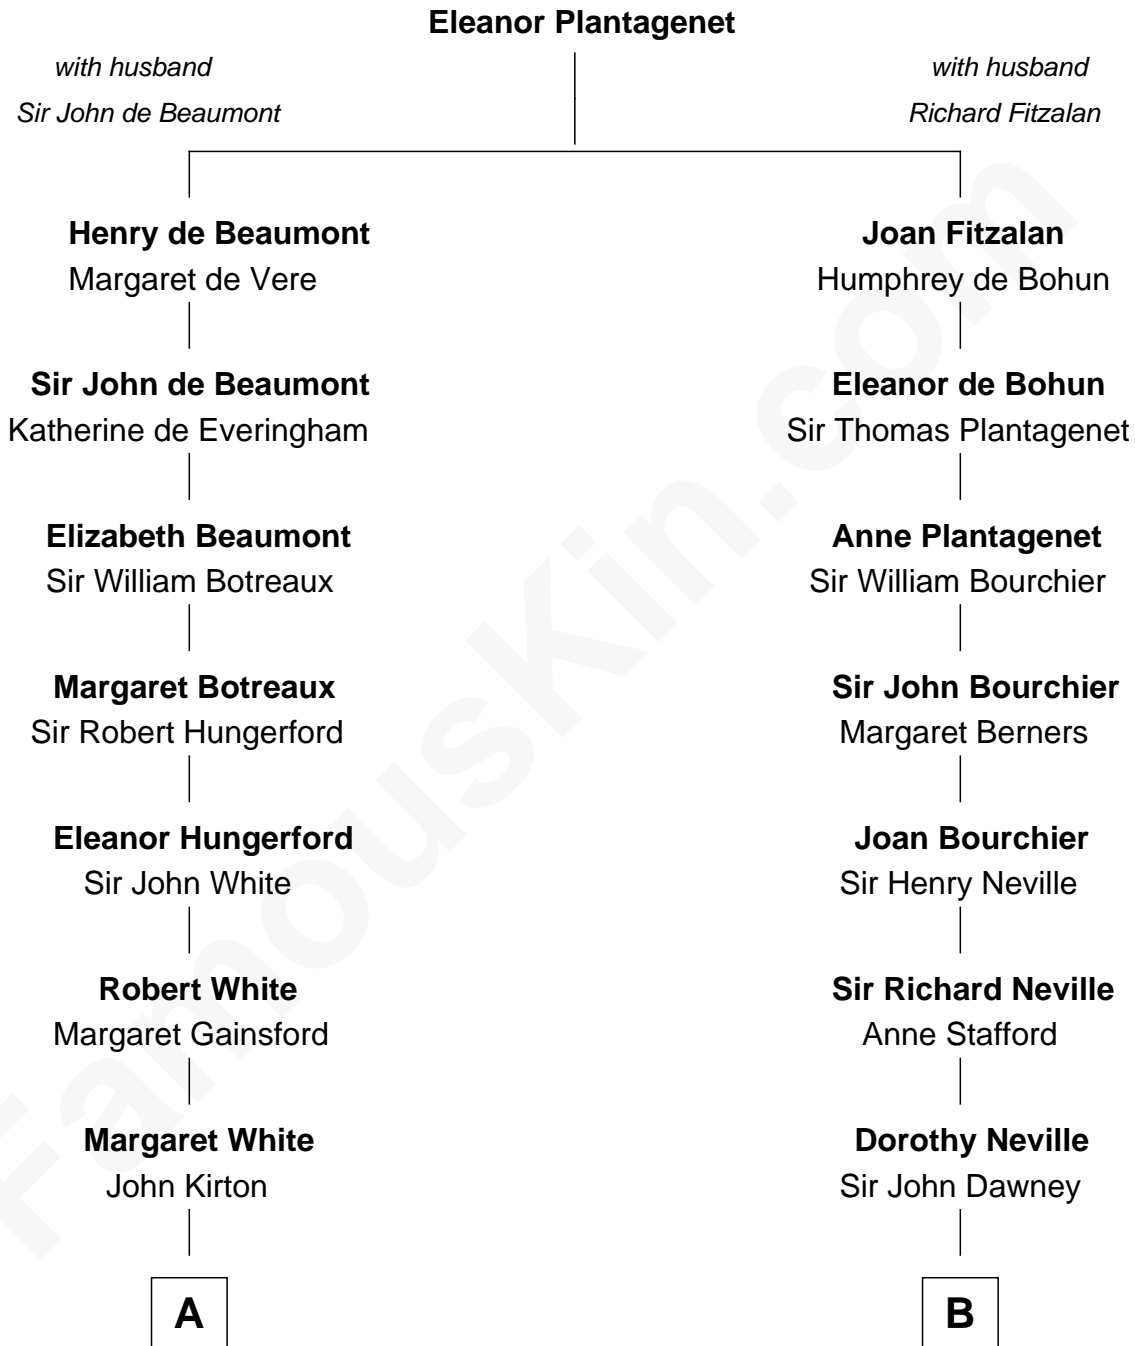 Eleanor Plantagenet
with husband
Sir John de Beaumont
with husband
Richard Fitzalan
Henry de Beaumont
Margaret de Vere
Joan Fitzalan
Humphrey de Bohun
Sir John de Beaumont
Katherine de Everingham
Eleanor de Bohun
Sir Thomas Plantagenet
Elizabeth Beaumont
Sir William Botreaux
Anne Plantagenet
Sir William Bourchier
Margaret Botreaux
Sir Robert Hungerford
Sir John Bourchier
Margaret Berners
Eleanor Hungerford
Sir John White
Joan Bourchier
Sir Henry Neville
Robert White
Margaret Gainsford
Sir Richard Neville
Anne Stafford
Margaret White
John Kirton
Dorothy Neville
Sir John Dawney
A
B
FamousKin.com